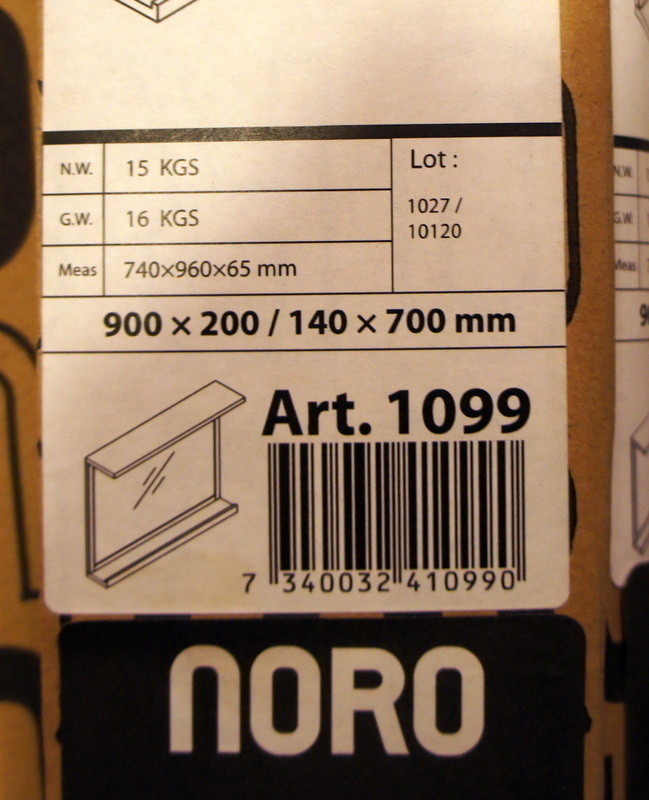 N.W. 15 KGS
G.W. 16 KGS
Meas 740×960×65 mm
Lot :
1027 /
10120
900 × 200 / 140 × 700 mm
Art. 1099
7 340032 410990
NORO
N.W.
G.W.
Meas